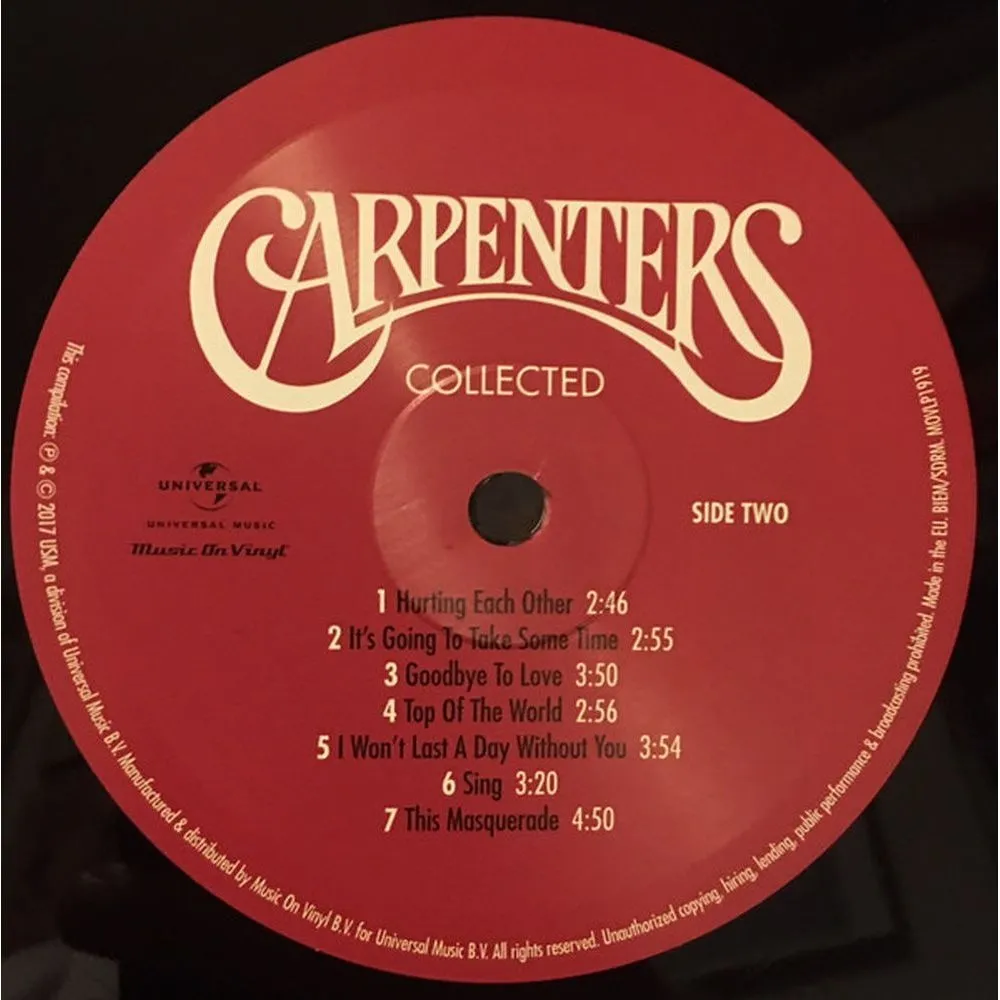 CARPENTERS
COLLECTED
UNIVERSAL
UNIVERSAL MUSIC
Music On Vinyl
SIDE TWO
1 Hurting Each Other 2:46
2 It's Going To Take Some Time 2:55
3 Goodbye To Love 3:50
4 Top Of The World 2:56
5 I Won't Last A Day Without You 3:54
6 Sing 3:20
7 This Masquerade 4:50
This compilation: ℗ & © 2017 USM, a division of Universal Music B.V. Manufactured & distributed by Music On Vinyl B.V. for Universal Music B.V. All rights reserved. Unauthorized copying, hiring, lending, public performance & broadcasting prohibited. Made in the EU. BIEM/SDRM. MOVLP1919